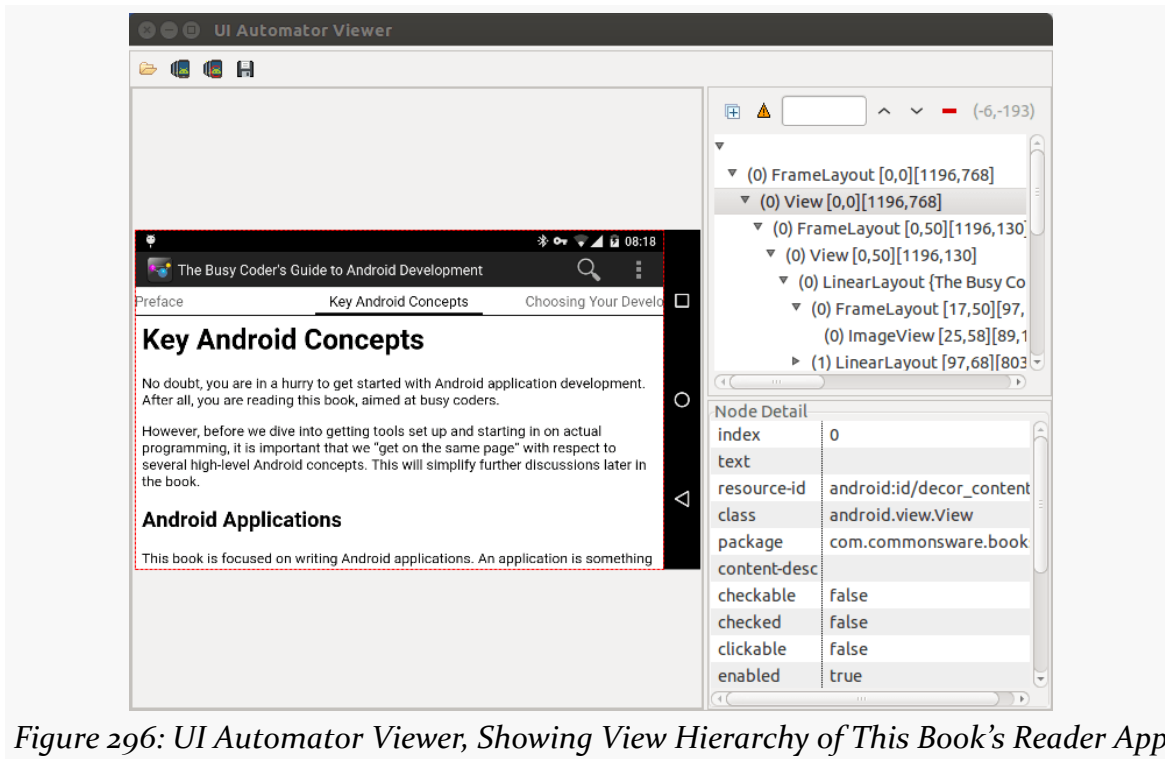 UI Automator Viewer
(-6,-193)
(0) FrameLayout [0,0][1196,768]
(0) View [0,0][1196,768]
(0) FrameLayout [0,50][1196,130]
(0) View [0,50][1196,130]
(0) LinearLayout {The Busy Co
(0) FrameLayout [17,50][97,
(0) ImageView [25,58][89,1
(1) LinearLayout [97,68][803
08:18
The Busy Coder's Guide to Android Development
Preface Key Android Concepts Choosing Your Develo
Key Android Concepts
No doubt, you are in a hurry to get started with Android application development.
After all, you are reading this book, aimed at busy coders.
However, before we dive into getting tools set up and starting in on actual
programming, it is important that we “get on the same page” with respect to
several high-level Android concepts. This will simplify further discussions later in
the book.
Android Applications
This book is focused on writing Android applications. An application is something
Node Detail
index 0
text
resource-id android:id/decor_content
class android.view.View
package com.commonsware.book
content-desc
checkable false
checked false
clickable false
enabled true
Figure 296: UI Automator Viewer, Showing View Hierarchy of This Book’s Reader App